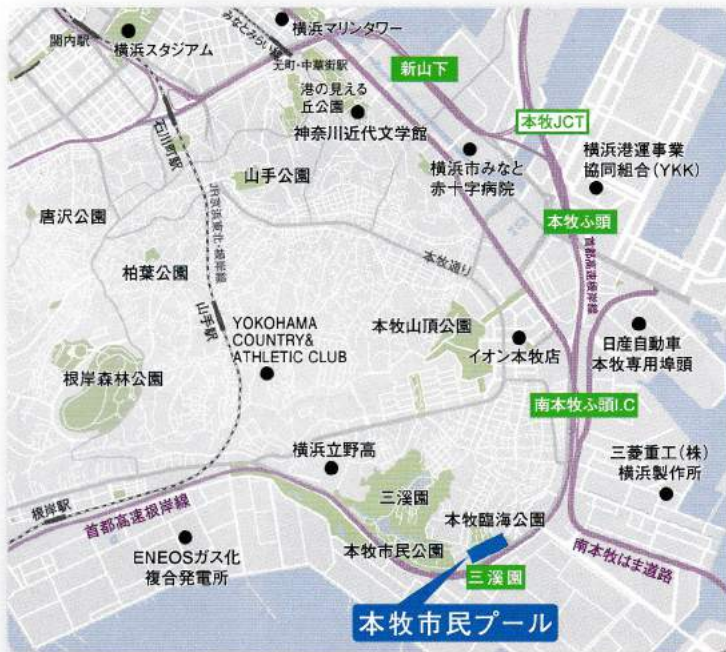 関内駅
横浜スタジアム
みなとみらい線
横浜マリンタワー
元町・中華街駅
新山下
港の見える
丘公園
神奈川近代文学館
本牧JCT
石川町駅
山手公園
横浜市みなと
赤十字病院
横浜港運事業
協同組合(YKK)
唐沢公園
JR京浜東北・根岸線
本牧通り
本牧ふ頭
首都高速根岸線
柏葉公園
山手駅
YOKOHAMA
COUNTRY&
ATHLETIC CLUB
本牧山頂公園
イオン本牧店
日産自動車
本牧専用埠頭
根岸森林公園
南本牧ふ頭I.C
横浜立野高
三菱重工(株)
横浜製作所
根岸駅
首都高速根岸線
三溪園
本牧臨海公園
ENEOSガス化
複合発電所
本牧市民公園
三溪園
南本牧はま道路
本牧市民プール